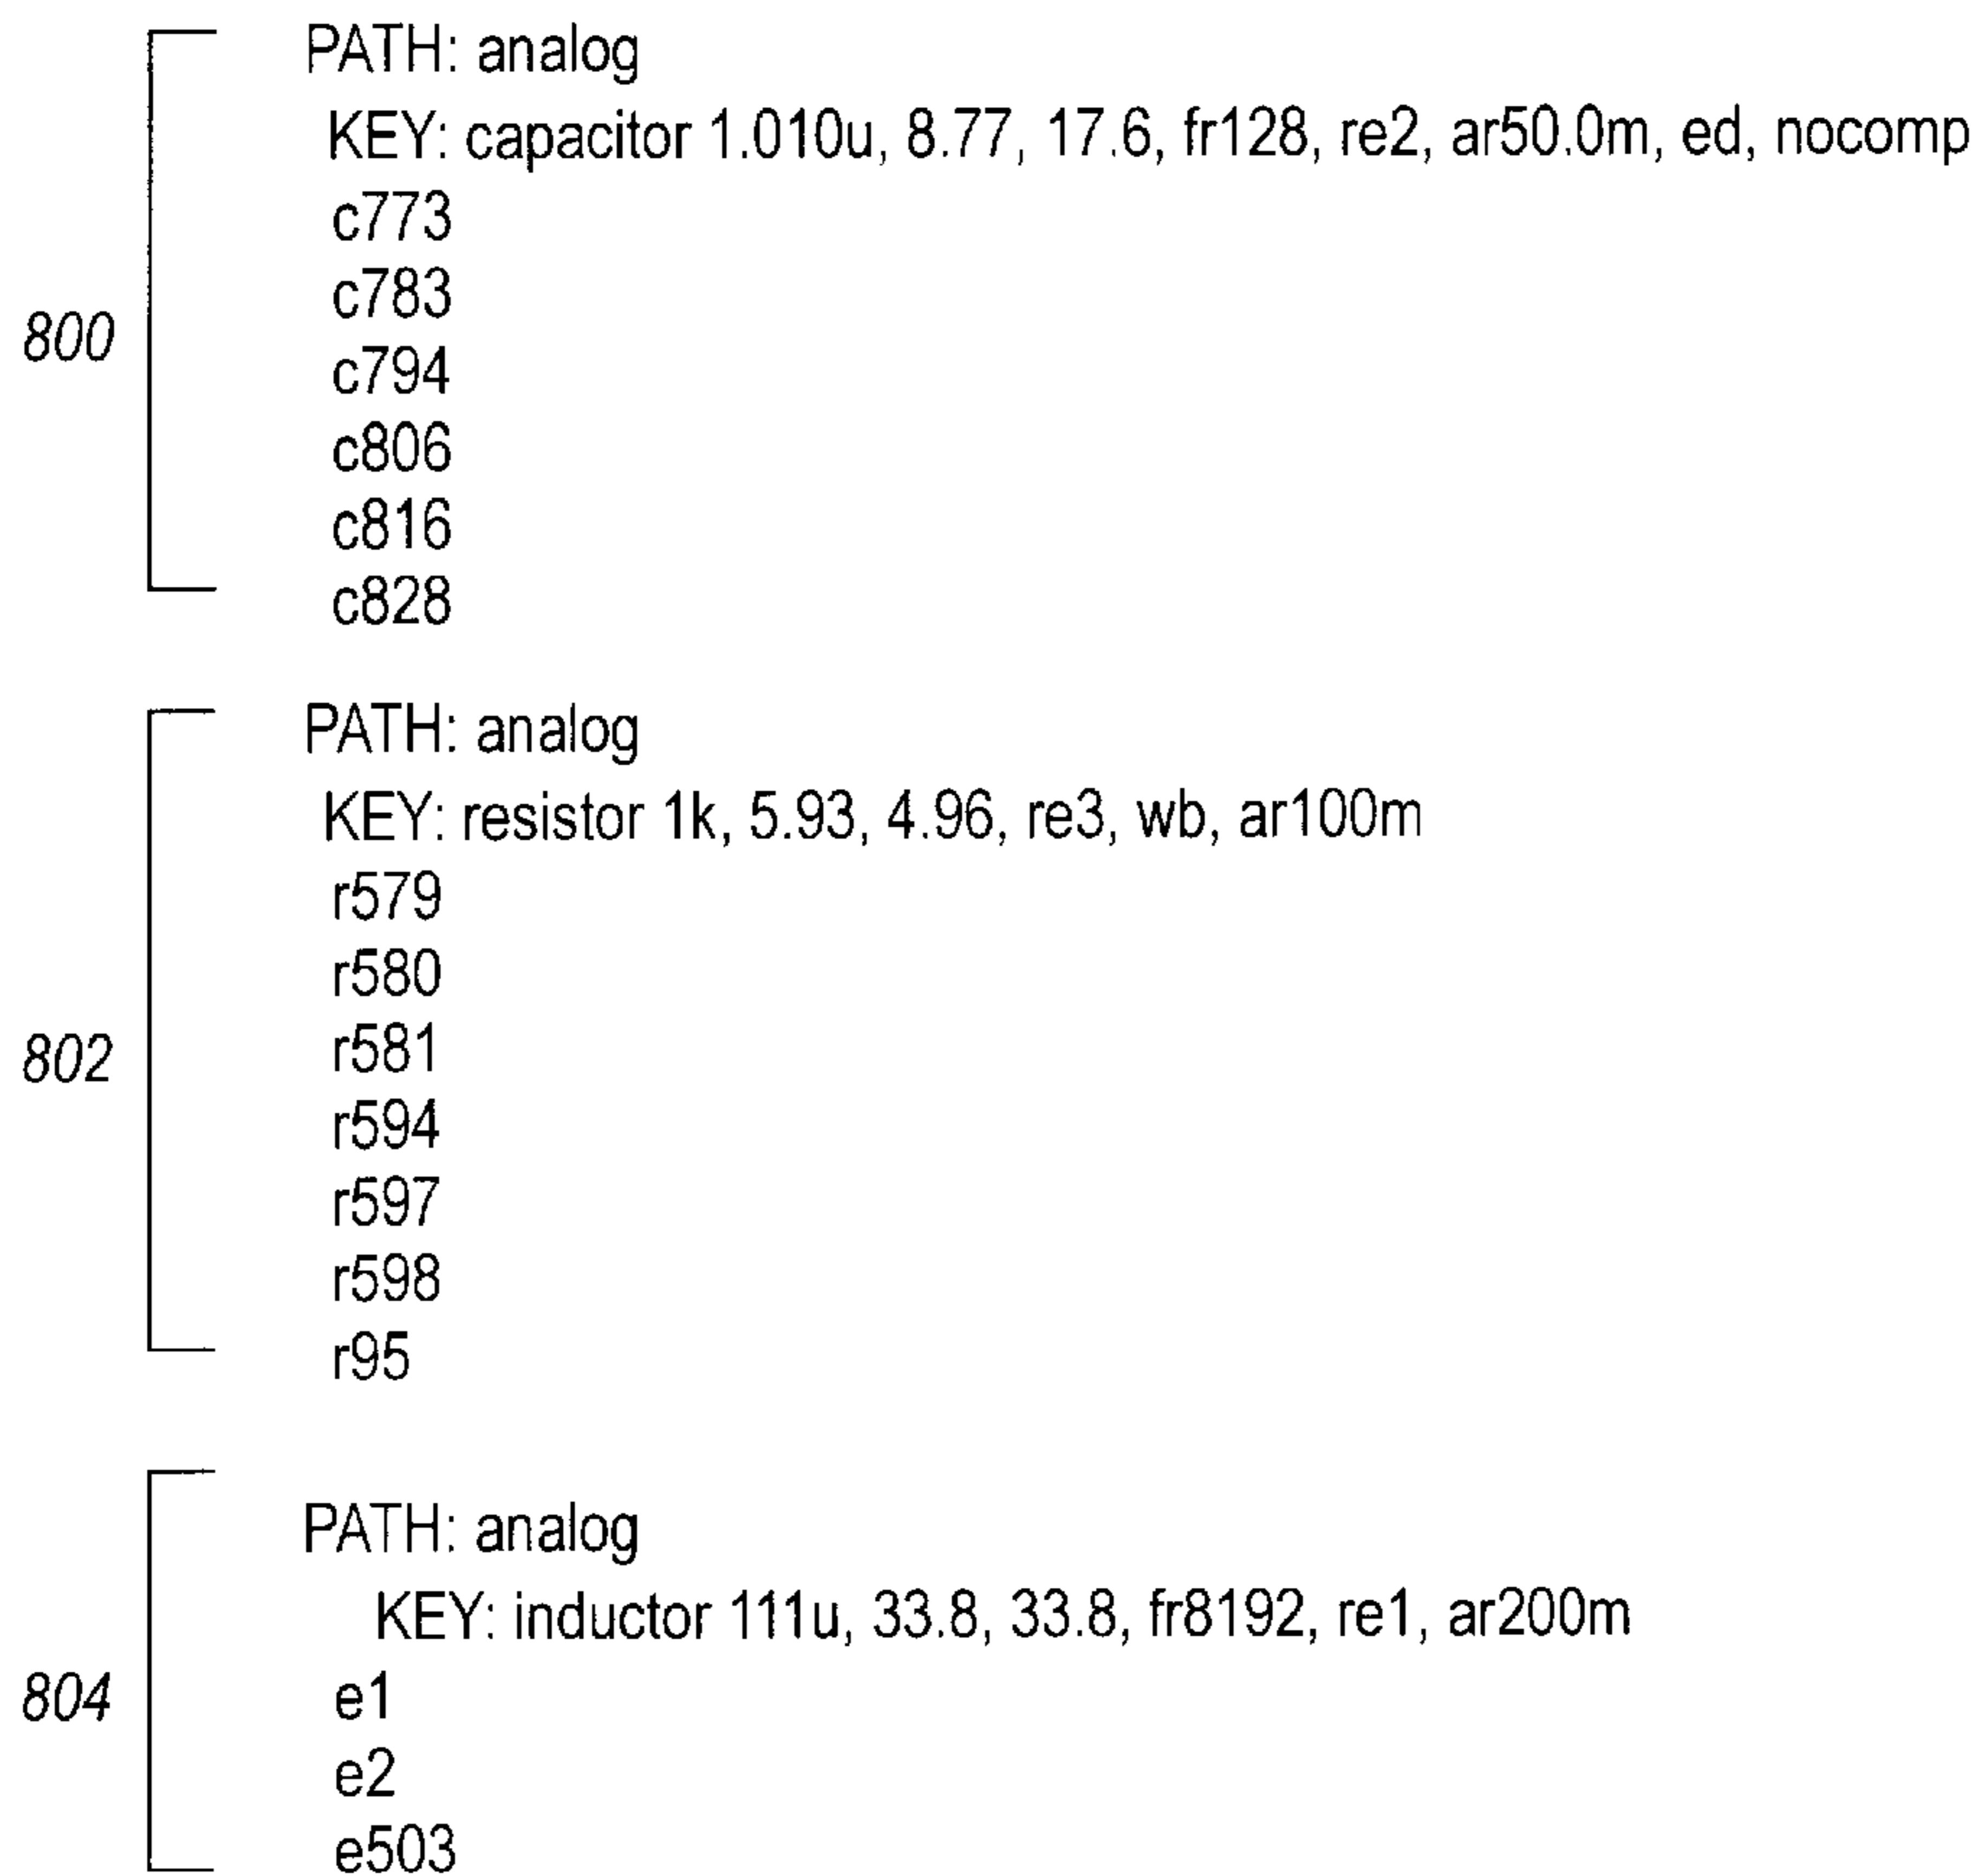 PATH: analog
KEY: capacitor 1.010u, 8.77, 17.6, fr128, re2, ar50.0m, ed, nocomp
c773
c783
800
c794
c806
c816
c828
PATH: analog
KEY: resistor 1k, 5.93, 4.96, re3, wb, ar100m
r579
r580
r581
802
r594
r597
r598
r95
PATH: analog
KEY: inductor 111u, 33.8, 33.8, fr8192, re1, ar200m
804
e1
e2
e503